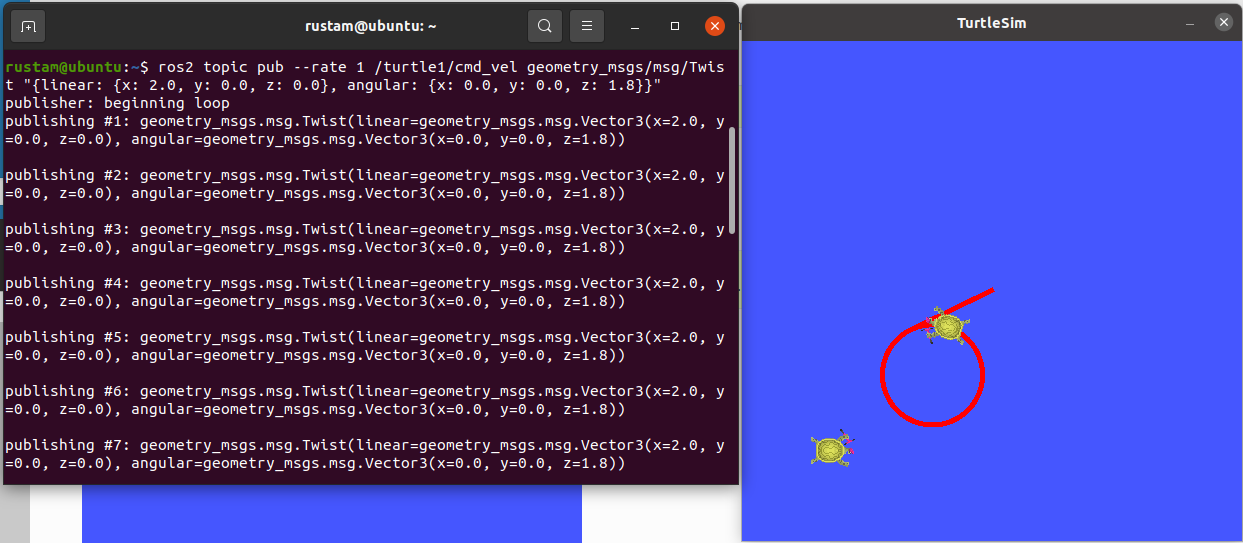 rustam@ubuntu: ~
TurtleSim
rustam@ubuntu:~$ ros2 topic pub --rate 1 /turtle1/cmd_vel geometry_msgs/msg/Twis
t "{linear: {x: 2.0, y: 0.0, z: 0.0}, angular: {x: 0.0, y: 0.0, z: 1.8}}"
publisher: beginning loop
publishing #1: geometry_msgs.msg.Twist(linear=geometry_msgs.msg.Vector3(x=2.0, y
=0.0, z=0.0), angular=geometry_msgs.msg.Vector3(x=0.0, y=0.0, z=1.8))
publishing #2: geometry_msgs.msg.Twist(linear=geometry_msgs.msg.Vector3(x=2.0, y
=0.0, z=0.0), angular=geometry_msgs.msg.Vector3(x=0.0, y=0.0, z=1.8))
publishing #3: geometry_msgs.msg.Twist(linear=geometry_msgs.msg.Vector3(x=2.0, y
=0.0, z=0.0), angular=geometry_msgs.msg.Vector3(x=0.0, y=0.0, z=1.8))
publishing #4: geometry_msgs.msg.Twist(linear=geometry_msgs.msg.Vector3(x=2.0, y
=0.0, z=0.0), angular=geometry_msgs.msg.Vector3(x=0.0, y=0.0, z=1.8))
publishing #5: geometry_msgs.msg.Twist(linear=geometry_msgs.msg.Vector3(x=2.0, y
=0.0, z=0.0), angular=geometry_msgs.msg.Vector3(x=0.0, y=0.0, z=1.8))
publishing #6: geometry_msgs.msg.Twist(linear=geometry_msgs.msg.Vector3(x=2.0, y
=0.0, z=0.0), angular=geometry_msgs.msg.Vector3(x=0.0, y=0.0, z=1.8))
publishing #7: geometry_msgs.msg.Twist(linear=geometry_msgs.msg.Vector3(x=2.0, y
=0.0, z=0.0), angular=geometry_msgs.msg.Vector3(x=0.0, y=0.0, z=1.8))